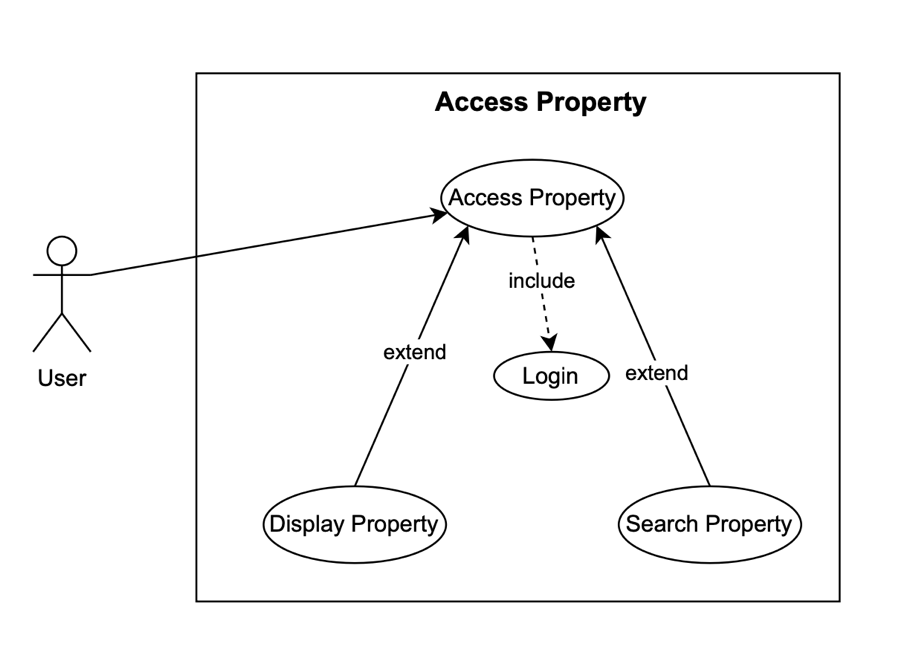 Access Property
Access Property
include
extend
extend
Login
User
Display Property
Search Property